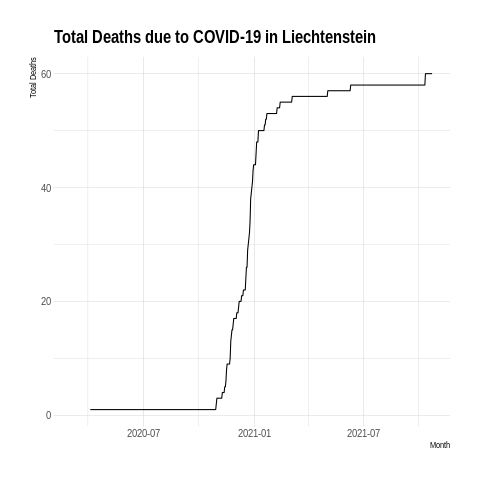 Total Deaths due to COVID-19 in Liechtenstein
Total Deaths
60
40
20
0
2020-07 2021-01 2021-07
Month